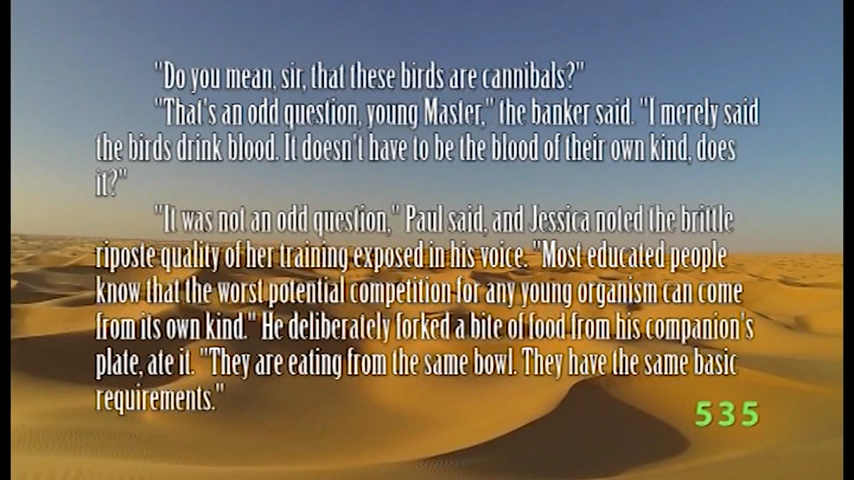 "Do you mean, sir, that these birds are cannibals?"
"That's an odd question, young Master," the banker said. "I merely said
the birds drink blood. It doesn't have to be the blood of their own kind, does
it?"
"It was not an odd question," Paul said, and Jessica noted the brittle
riposte quality of her training exposed in his voice. "Most educated people
know that the worst potential competition for any young organism can come
from its own kind." He deliberately forked a bite of food from his companion's
plate, ate it. "They are eating from the same bowl. They have the same basic
requirements."
535